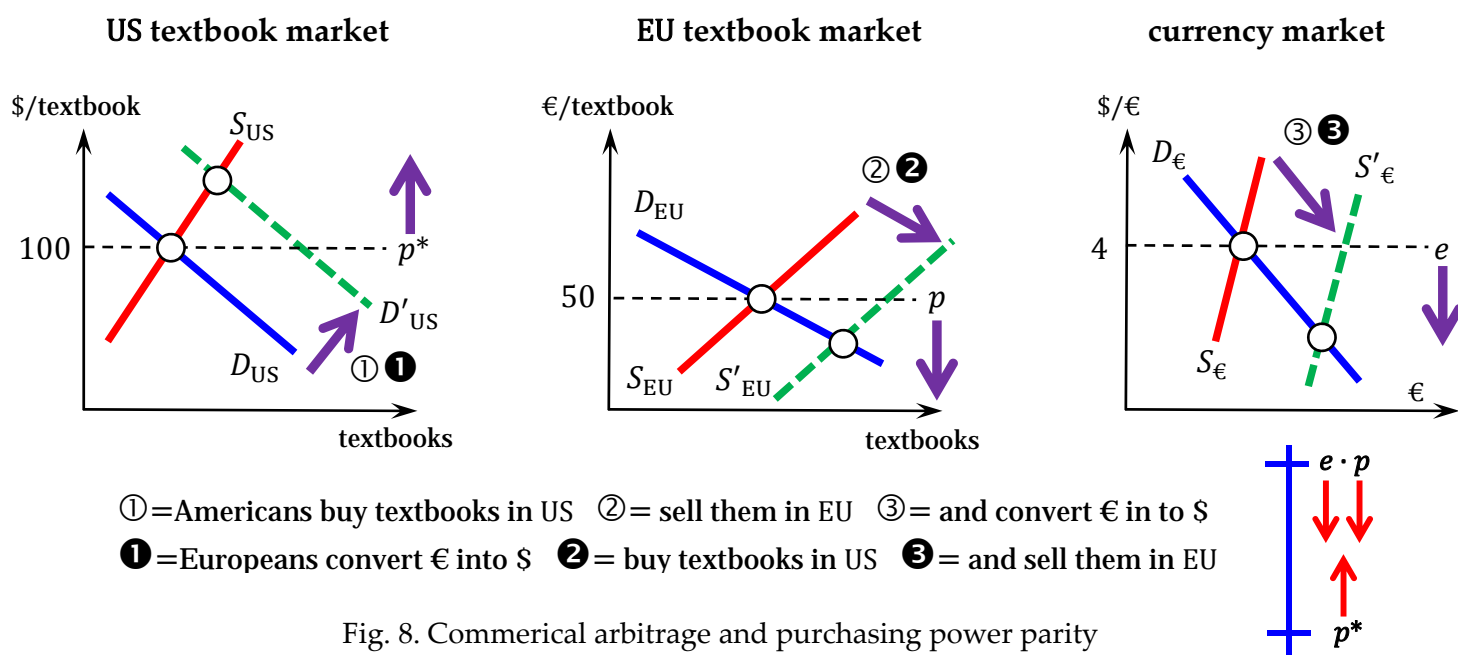 US textbook market
EU textbook market
currency market
$/textbook
S_US
100
p*
D'_US
D_US
① ❶
textbooks
€/textbook
② ❷
D_EU
50
p
S_EU
S'_EU
textbooks
$/€
③ ❸
D_€
S'_€
4
e
S_€
€
e · p
p*
①=Americans buy textbooks in US ②= sell them in EU ③= and convert € in to $
❶=Europeans convert € into $ ❷= buy textbooks in US ❸= and sell them in EU
Fig. 8. Commerical arbitrage and purchasing power parity